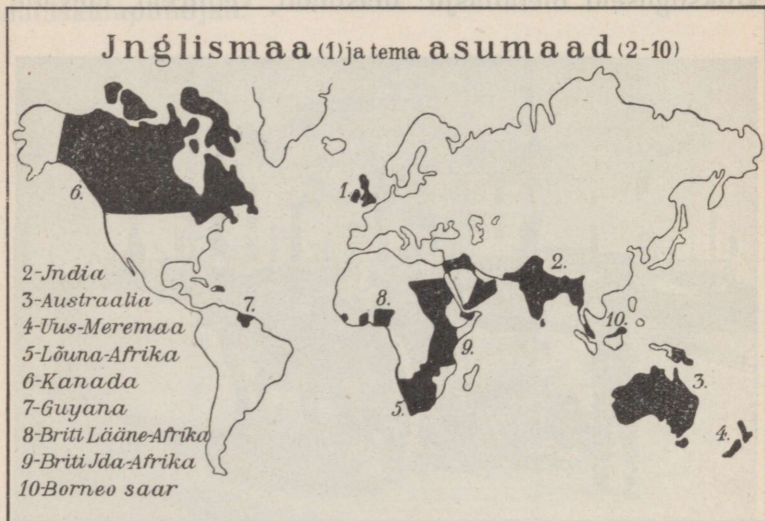 Jnglismaa (1) ja tema asumaad (2-10)
6.
1.
2.
7.
8.
10.
9.
3.
5.
4.
2-Jndia
3-Austraalia
4-Uus-Meremaa
5-Lõuna-Afrika
6-Kanada
7-Guyana
8-Briti Lääne-Afrika
9-Briti Jda-Afrika
10-Borneo saar